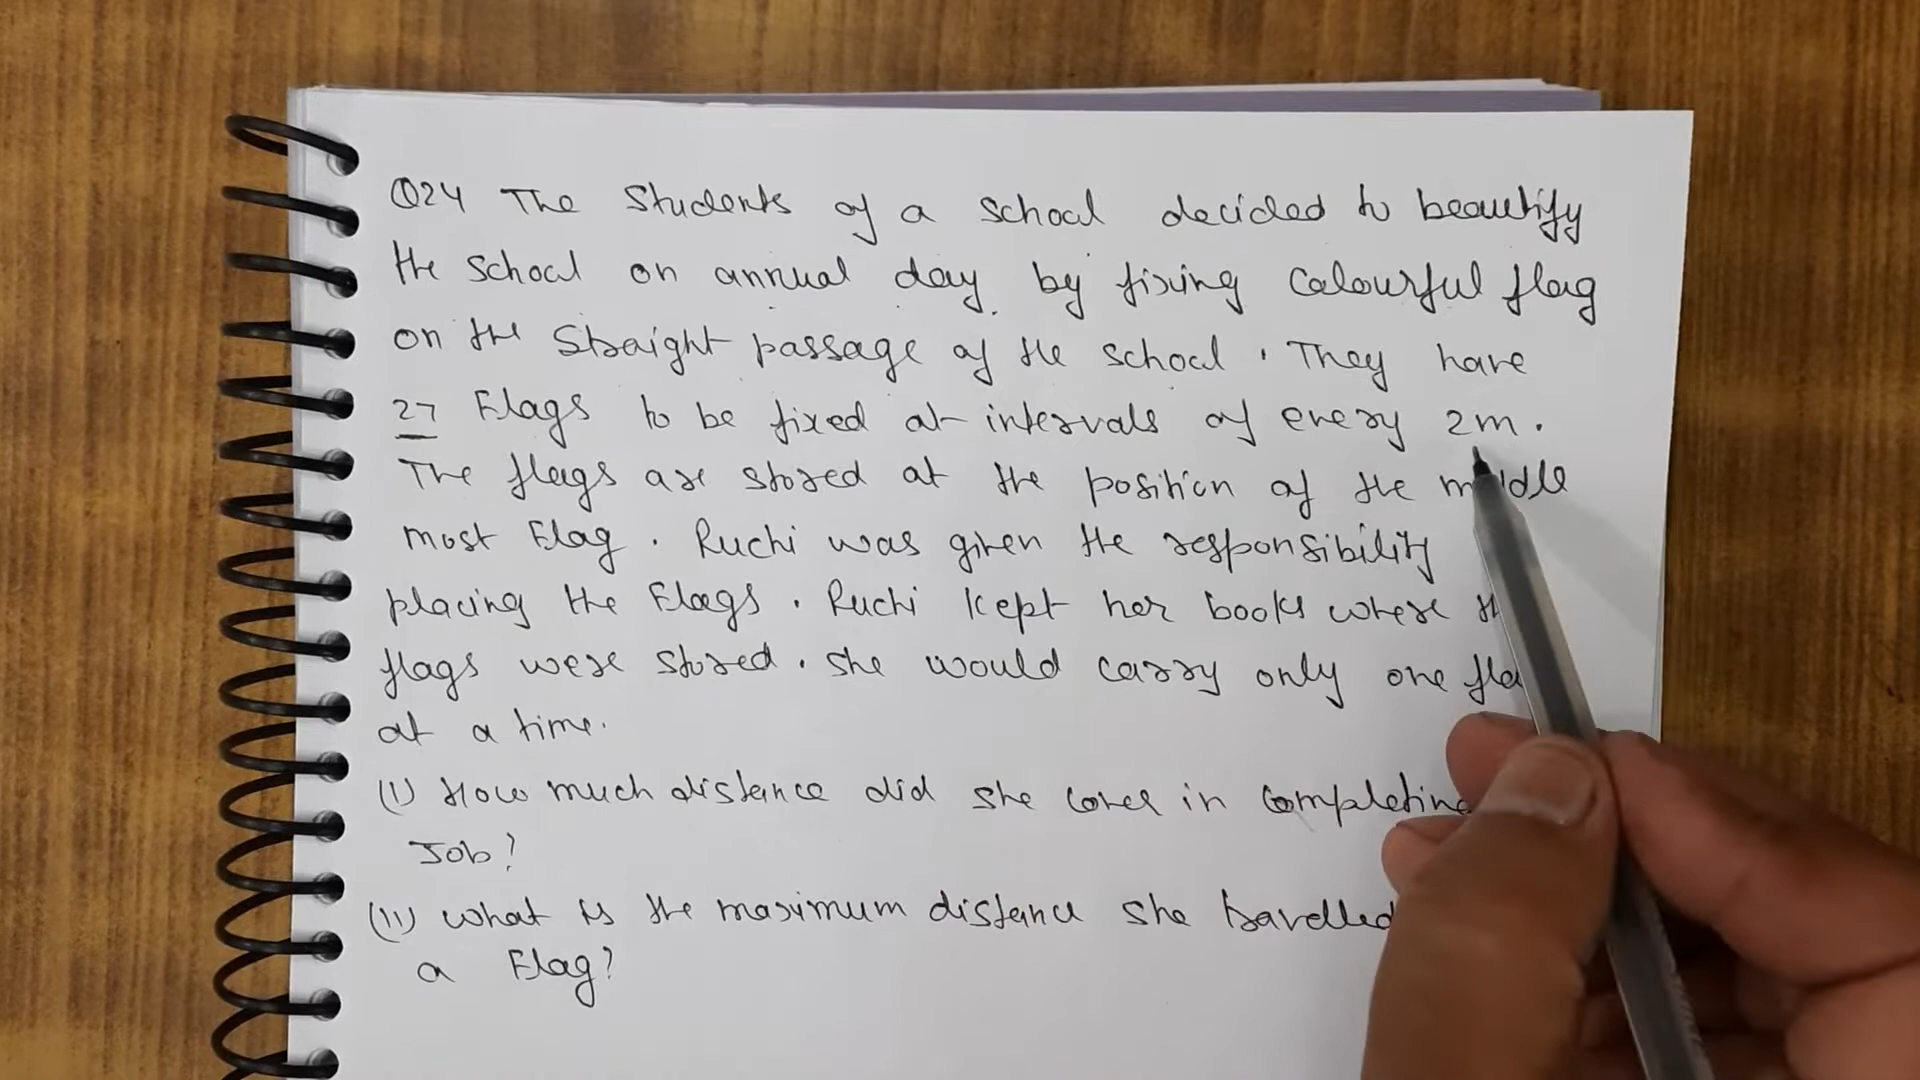 Q24 The Students of a school decided to beautify
the school on annual day by fixing colourful flag
on the straight passage of the school. They have
27 Flags to be fixed at intervals of every 2m.
The flags are stored at the position of the middle
most Flag. Ruchi was given the responsibility
placing the Flags. Ruchi kept her books where
flags were stored. she would carry only one
at a time.
(I) How much distance did she cover in
Job?
(II) What is the maximum distance she travelled
a Flag?